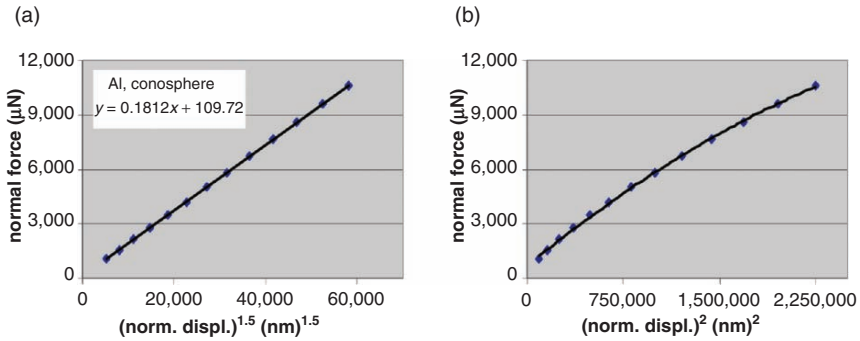 (a)
12,000
9,000
6,000
3,000
0
normal force (μN)
Al, conosphere
y = 0.1812x + 109.72
0
20,000
40,000
60,000
(norm. displ.)^1.5 (nm)^1.5
(b)
12,000
9,000
6,000
3,000
0
normal force (μN)
0
750,000
1,500,000
2,250,000
(norm. displ.)² (nm)²